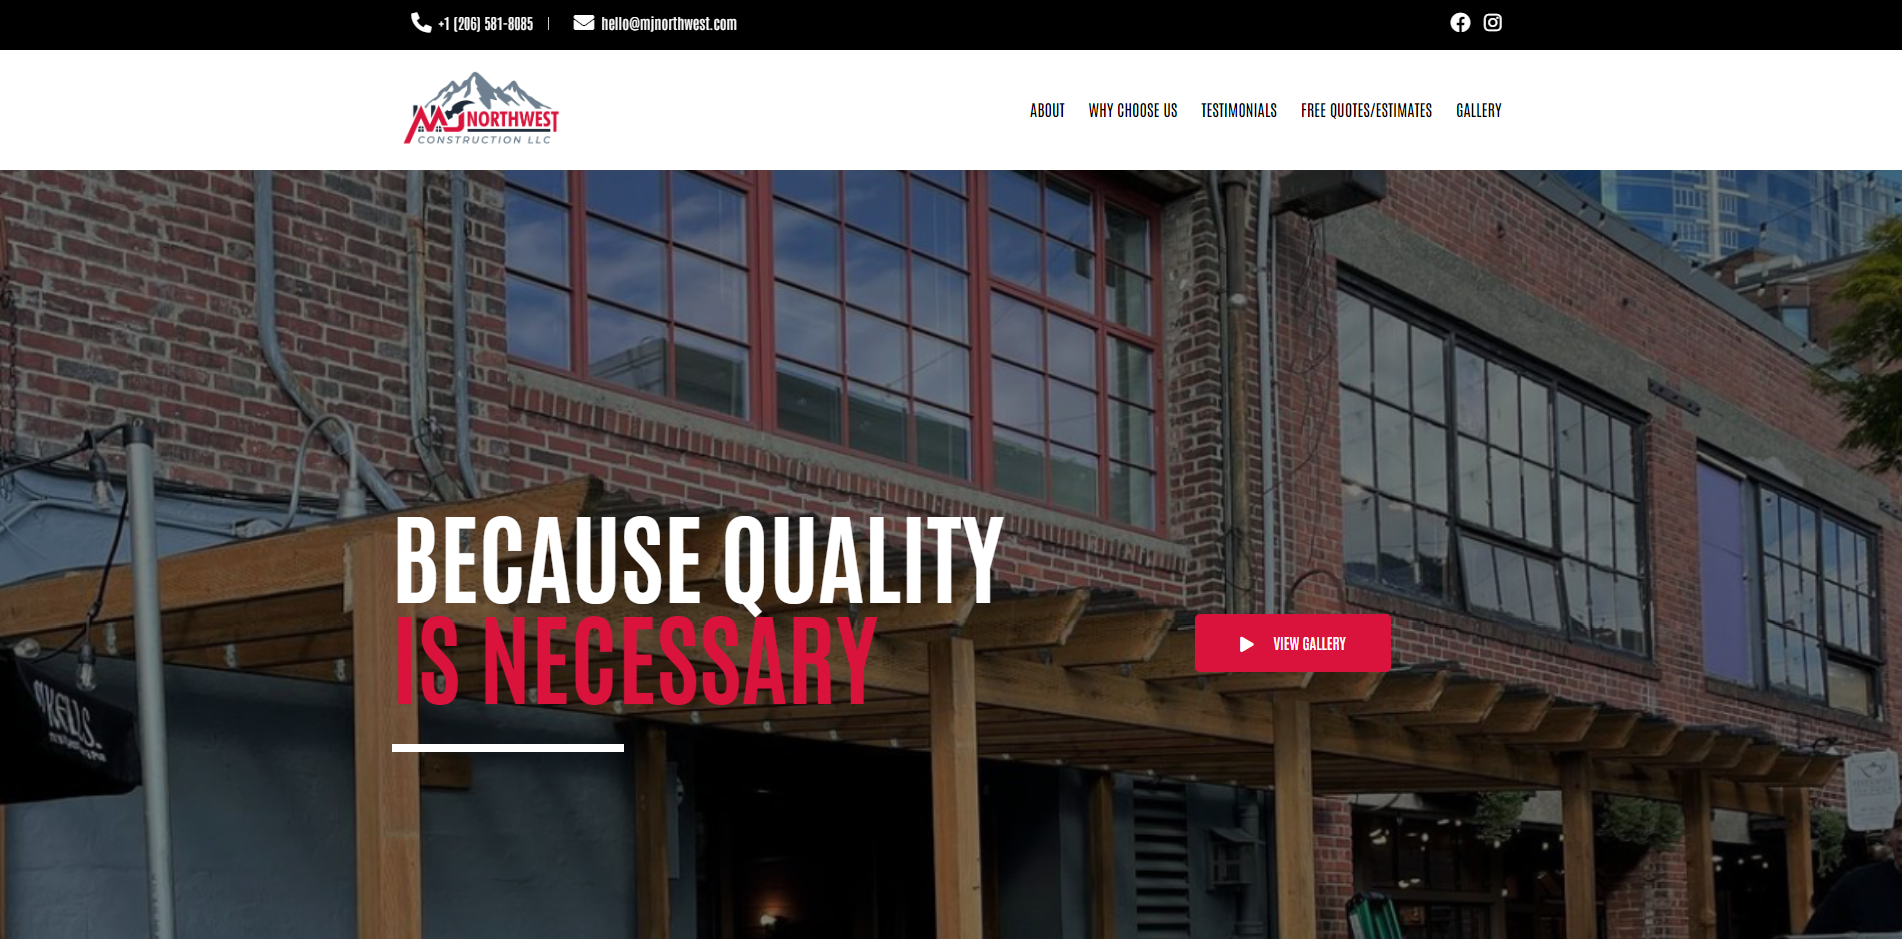 +1 (206) 581-8085
hello@mjnorthwest.com
MJ NORTHWEST
CONSTRUCTION LLC
ABOUT
WHY CHOOSE US
TESTIMONIALS
FREE QUOTES/ESTIMATES
GALLERY
BECAUSE QUALITY
IS NECESSARY
VIEW GALLERY